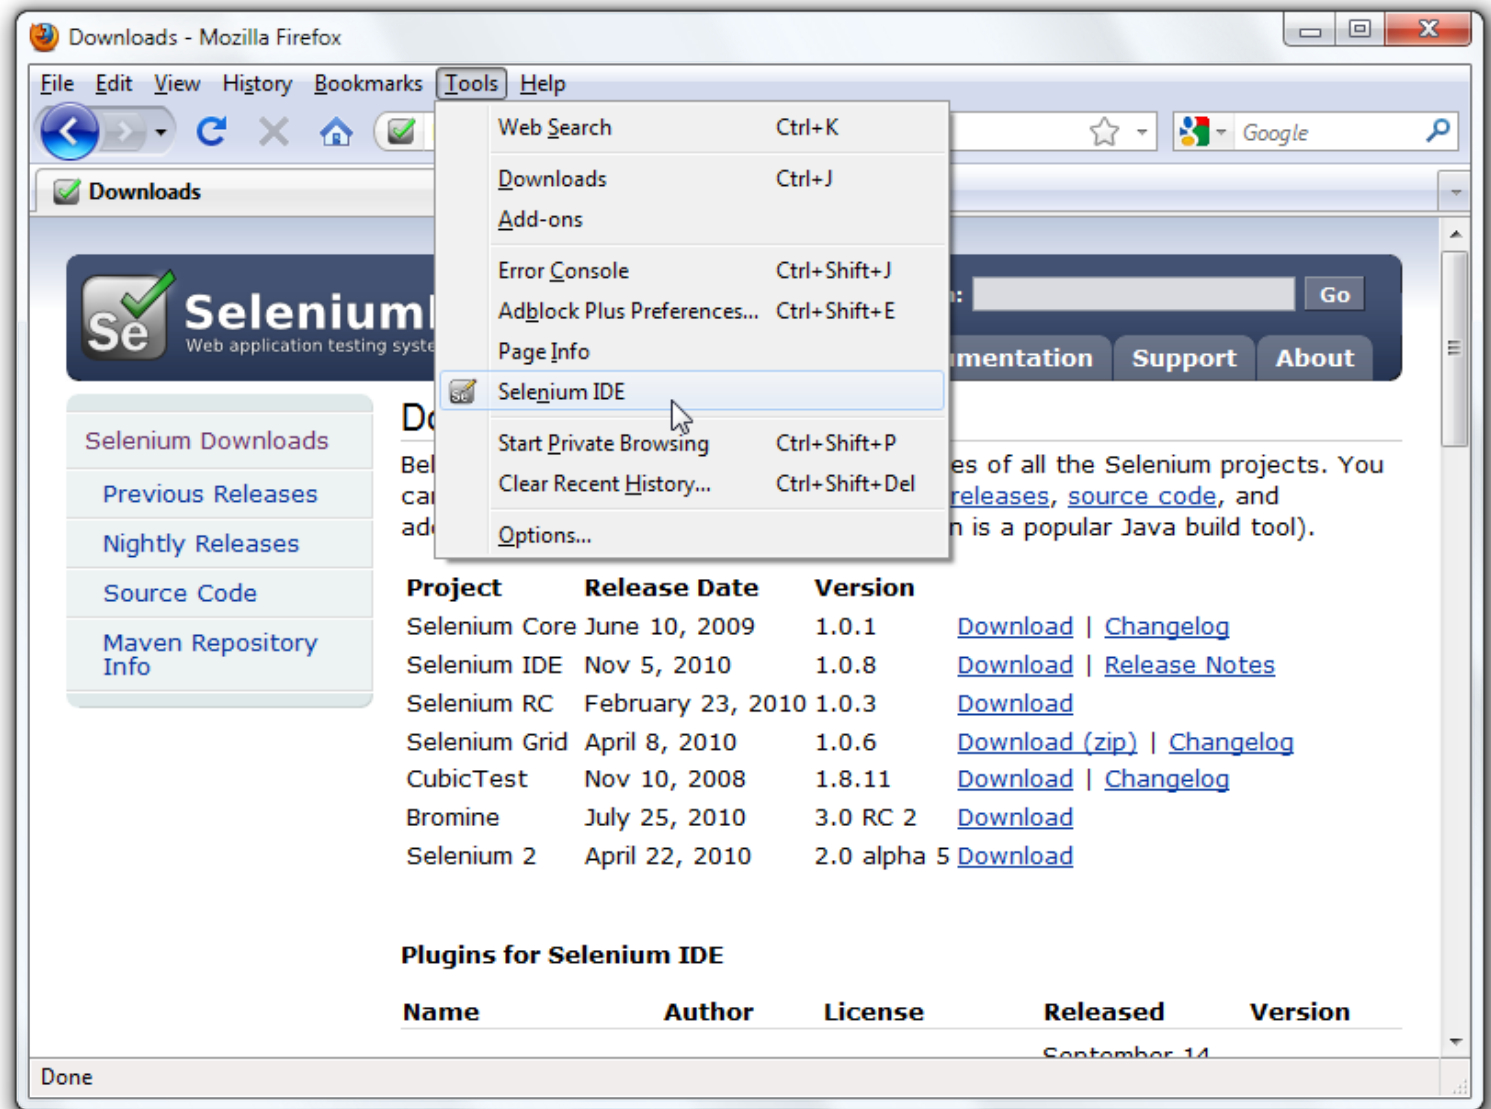 Downloads - Mozilla Firefox
File Edit View History Bookmarks Tools Help
Google
Downloads
Web Search Ctrl+K
Downloads Ctrl+J
Add-ons
Error Console Ctrl+Shift+J
Adblock Plus Preferences... Ctrl+Shift+E
Page Info
Selenium IDE
Start Private Browsing Ctrl+Shift+P
Clear Recent History... Ctrl+Shift+Del
Options...
Se
Web application testing
Go
Support About
Selenium Downloads
Previous Releases
Nightly Releases
Source Code
Maven Repository
Info
of all the Selenium projects. You
releases, source code, and
is a popular Java build tool).
Project Release Date Version
Selenium Core June 10, 2009 1.0.1 Download | Changelog
Selenium IDE Nov 5, 2010 1.0.8 Download | Release Notes
Selenium RC February 23, 2010 1.0.3 Download
Selenium Grid April 8, 2010 1.0.6 Download (zip) | Changelog
CubicTest Nov 10, 2008 1.8.11 Download | Changelog
Bromine July 25, 2010 3.0 RC 2 Download
Selenium 2 April 22, 2010 2.0 alpha 5 Download
Plugins for Selenium IDE
Name Author License Released Version
September 14
Done